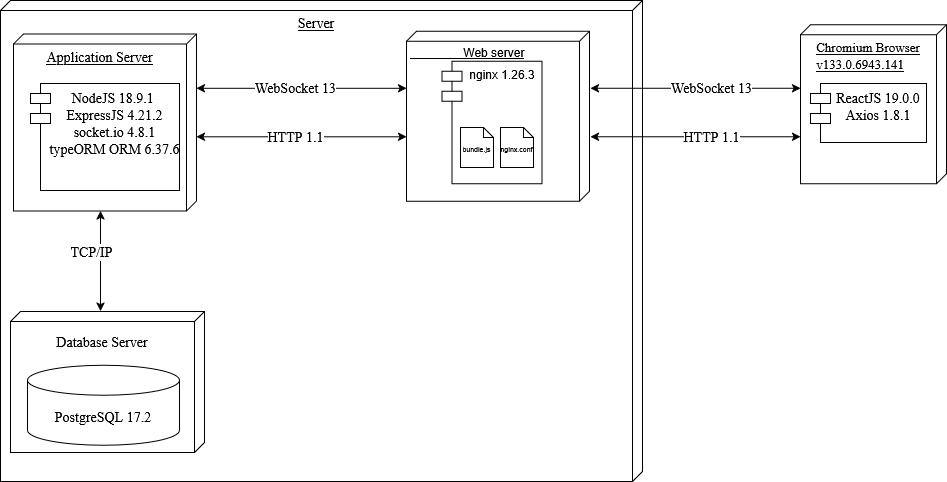 Server
Application Server
NodeJS 18.9.1
ExpressJS 4.21.2
socket.io 4.8.1
typeORM ORM 6.37.6
WebSocket 13
HTTP 1.1
Web server
nginx 1.26.3
bundle.js
nginx.conf
WebSocket 13
HTTP 1.1
Chromium Browser
v133.0.6943.141
ReactJS 19.0.0
Axios 1.8.1
TCP/IP
Database Server
PostgreSQL 17.2